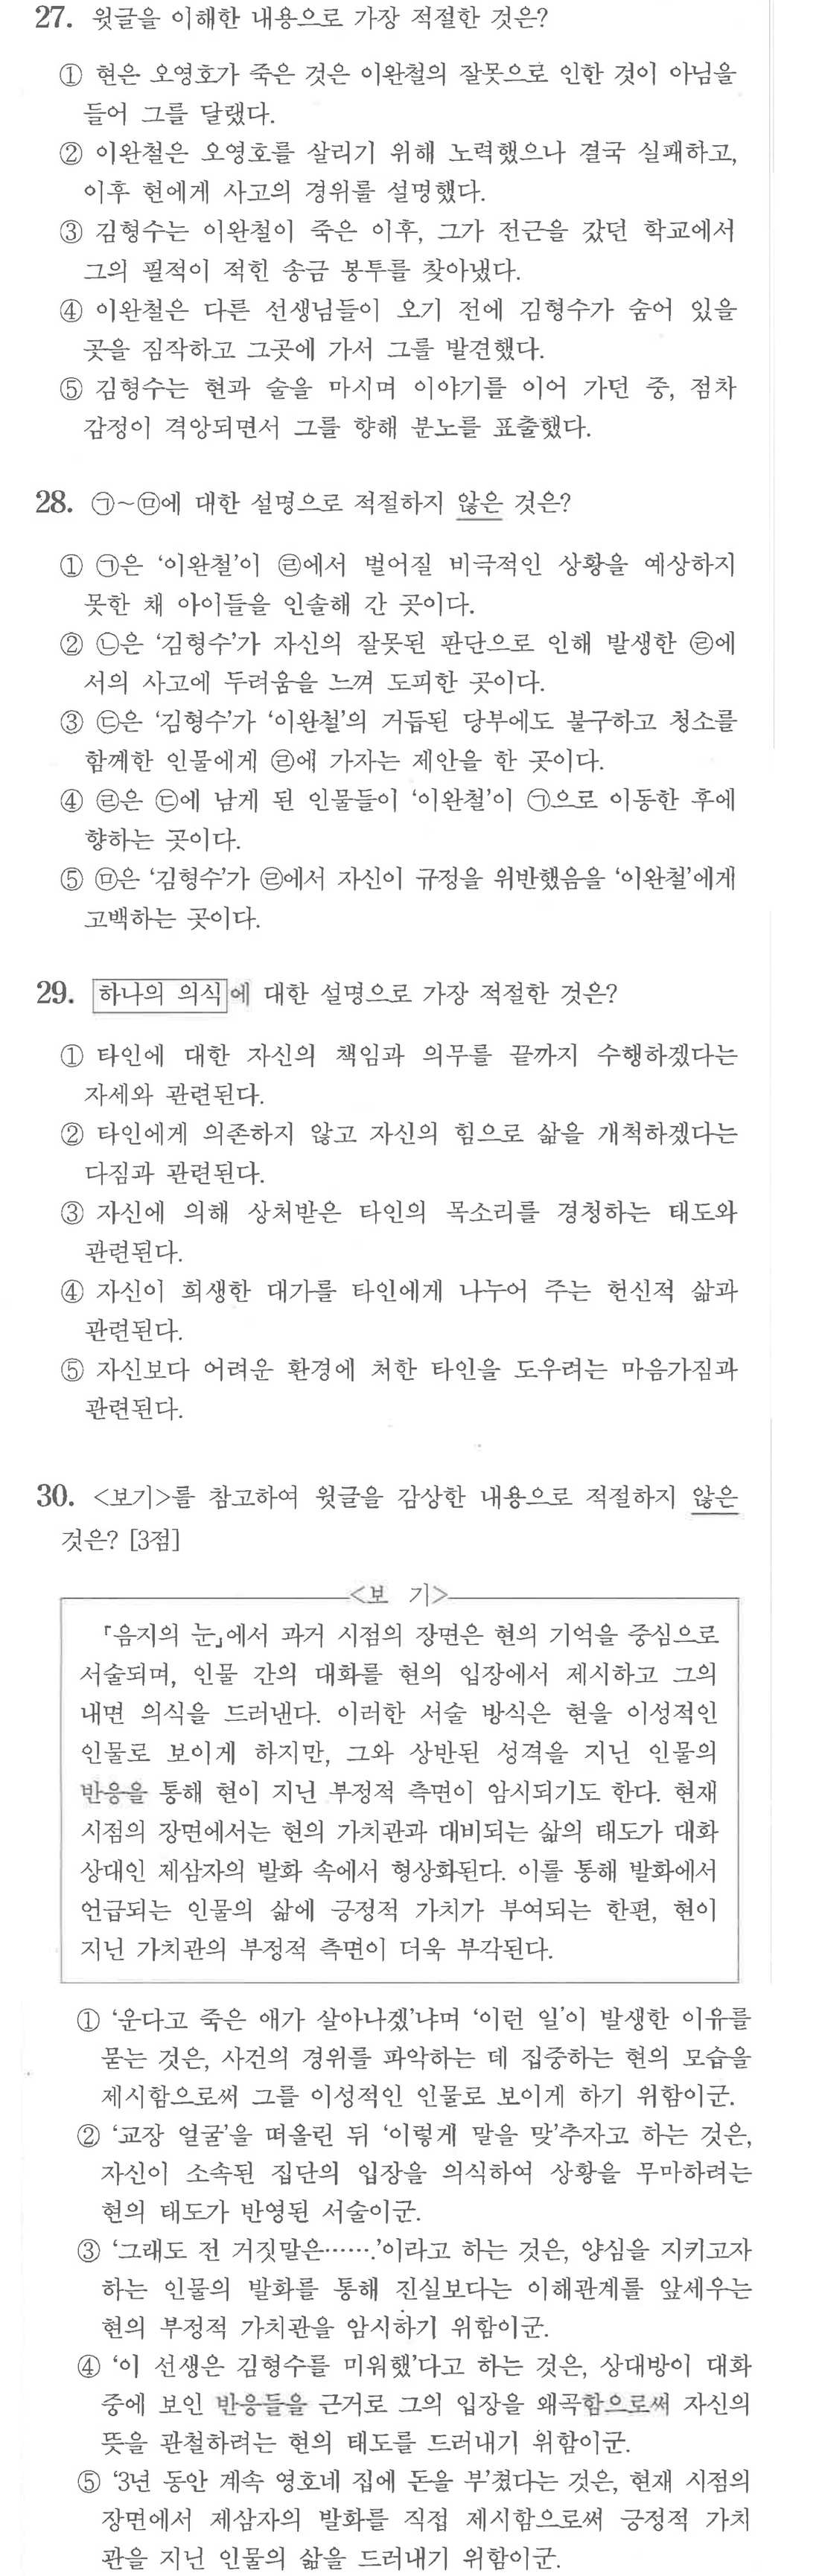 27. 윗글을 이해한 내용으로 가장 적절한 것은?
① 현은 오영호가 죽은 것은 이완철의 잘못으로 인한 것이 아님을
들어 그를 달랬다.
② 이완철은 오영호를 살리기 위해 노력했으나 결국 실패하고,
이후 현에게 사고의 경위를 설명했다.
③ 김형수는 이완철이 죽은 이후, 그가 전근을 갔던 학교에서
그의 필적이 적힌 송금 봉투를 찾아냈다.
④ 이완철은 다른 선생님들이 오기 전에 김형수가 숨어 있을
곳을 짐작하고 그곳에 가서 그를 발견했다.
⑤ 김형수는 현과 술을 마시며 이야기를 이어 가던 중, 점차
감정이 격앙되면서 그를 향해 분노를 표출했다.
28. ㉠~㉤에 대한 설명으로 적절하지 않은 것은?
① ㉠은 ‘이완철’이 ㉣에서 벌어질 비극적인 상황을 예상하지
못한 채 아이들을 인솔해 간 곳이다.
② ㉡은 ‘김형수’가 자신의 잘못된 판단으로 인해 발생한 ㉣에
서의 사고에 두려움을 느껴 도피한 곳이다.
③ ㉢은 ‘김형수’가 ‘이완철’의 거듭된 당부에도 불구하고 청소를
함께한 인물에게 ㉣에 가자는 제안을 한 곳이다.
④ ㉣은 ㉢에 남게 된 인물들이 ‘이완철’이 ㉠으로 이동한 후에
향하는 곳이다.
⑤ ㉤은 ‘김형수’가 ㉣에서 자신이 규정을 위반했음을 ‘이완철’에게
고백하는 곳이다.
29. 하나의 의식에 대한 설명으로 가장 적절한 것은?
① 타인에 대한 자신의 책임과 의무를 끝까지 수행하겠다는
자세와 관련된다.
② 타인에게 의존하지 않고 자신의 힘으로 삶을 개척하겠다는
다짐과 관련된다.
③ 자신에 의해 상처받은 타인의 목소리를 경청하는 태도와
관련된다.
④ 자신이 희생한 대가를 타인에게 나누어 주는 헌신적 삶과
관련된다.
⑤ 자신보다 어려운 환경에 처한 타인을 도우려는 마음가짐과
관련된다.
30. <보기>를 참고하여 윗글을 감상한 내용으로 적절하지 않은
것은? [3점]
<보 기>
「음지의 눈」에서 과거 시점의 장면은 현의 기억을 중심으로
서술되며, 인물 간의 대화를 현의 입장에서 제시하고 그의
내면 의식을 드러낸다. 이러한 서술 방식은 현을 이성적인
인물로 보이게 하지만, 그와 상반된 성격을 지닌 인물의
반응을 통해 현이 지닌 부정적 측면이 암시되기도 한다. 현재
시점의 장면에서는 현의 가치관과 대비되는 삶의 태도가 대화
상대인 제삼자의 발화 속에서 형상화된다. 이를 통해 발화에서
언급되는 인물의 삶에 긍정적 가치가 부여되는 한편, 현이
지닌 가치관의 부정적 측면이 더욱 부각된다.
① ‘운다고 죽은 애가 살아나겠’냐며 ‘이런 일’이 발생한 이유를
묻는 것은, 사건의 경위를 파악하는 데 집중하는 현의 모습을
제시함으로써 그를 이성적인 인물로 보이게 하기 위함이군.
② ‘교장 얼굴’을 떠올린 뒤 ‘이렇게 말을 맞’추자고 하는 것은,
자신이 소속된 집단의 입장을 의식하여 상황을 무마하려는
현의 태도가 반영된 서술이군.
③ ‘그래도 전 거짓말은…….’이라고 하는 것은, 양심을 지키고자
하는 인물의 발화를 통해 진실보다는 이해관계를 앞세우는
현의 부정적 가치관을 암시하기 위함이군.
④ ‘이 선생은 김형수를 미워했’다고 하는 것은, 상대방이 대화
중에 보인 반응들을 근거로 그의 입장을 왜곡함으로써 자신의
뜻을 관철하려는 현의 태도를 드러내기 위함이군.
⑤ ‘3년 동안 계속 영호네 집에 돈을 부’쳤다는 것은, 현재 시점의
장면에서 제삼자의 발화를 직접 제시함으로써 긍정적 가치
관을 지닌 인물의 삶을 드러내기 위함이군.